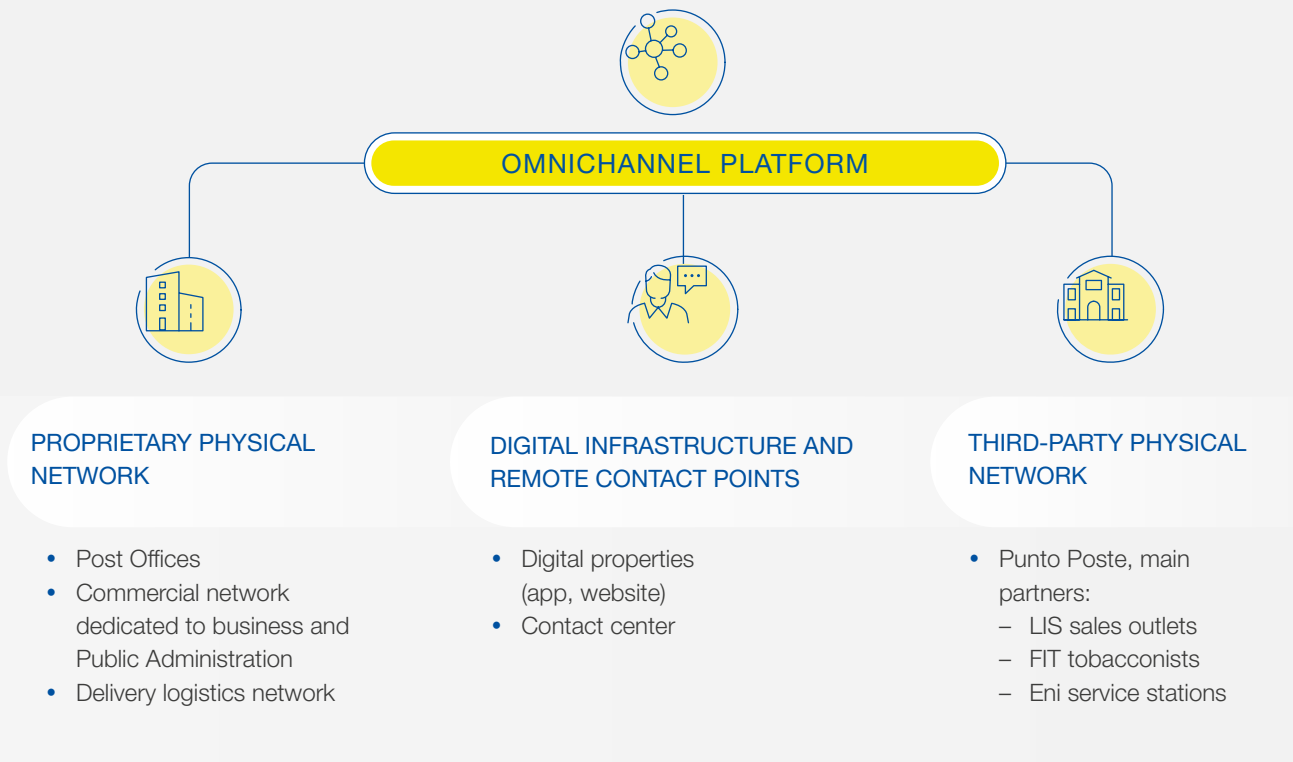 OMNICHANNEL PLATFORM
PROPRIETARY PHYSICAL
NETWORK
• Post Offices
• Commercial network
dedicated to business and
Public Administration
• Delivery logistics network
DIGITAL INFRASTRUCTURE AND
REMOTE CONTACT POINTS
• Digital properties
(app, website)
• Contact center
THIRD-PARTY PHYSICAL
NETWORK
• Punto Poste, main
partners:
– LIS sales outlets
– FIT tobacconists
– Eni service stations